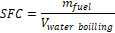 SFC = m_fuel / V_water boilling